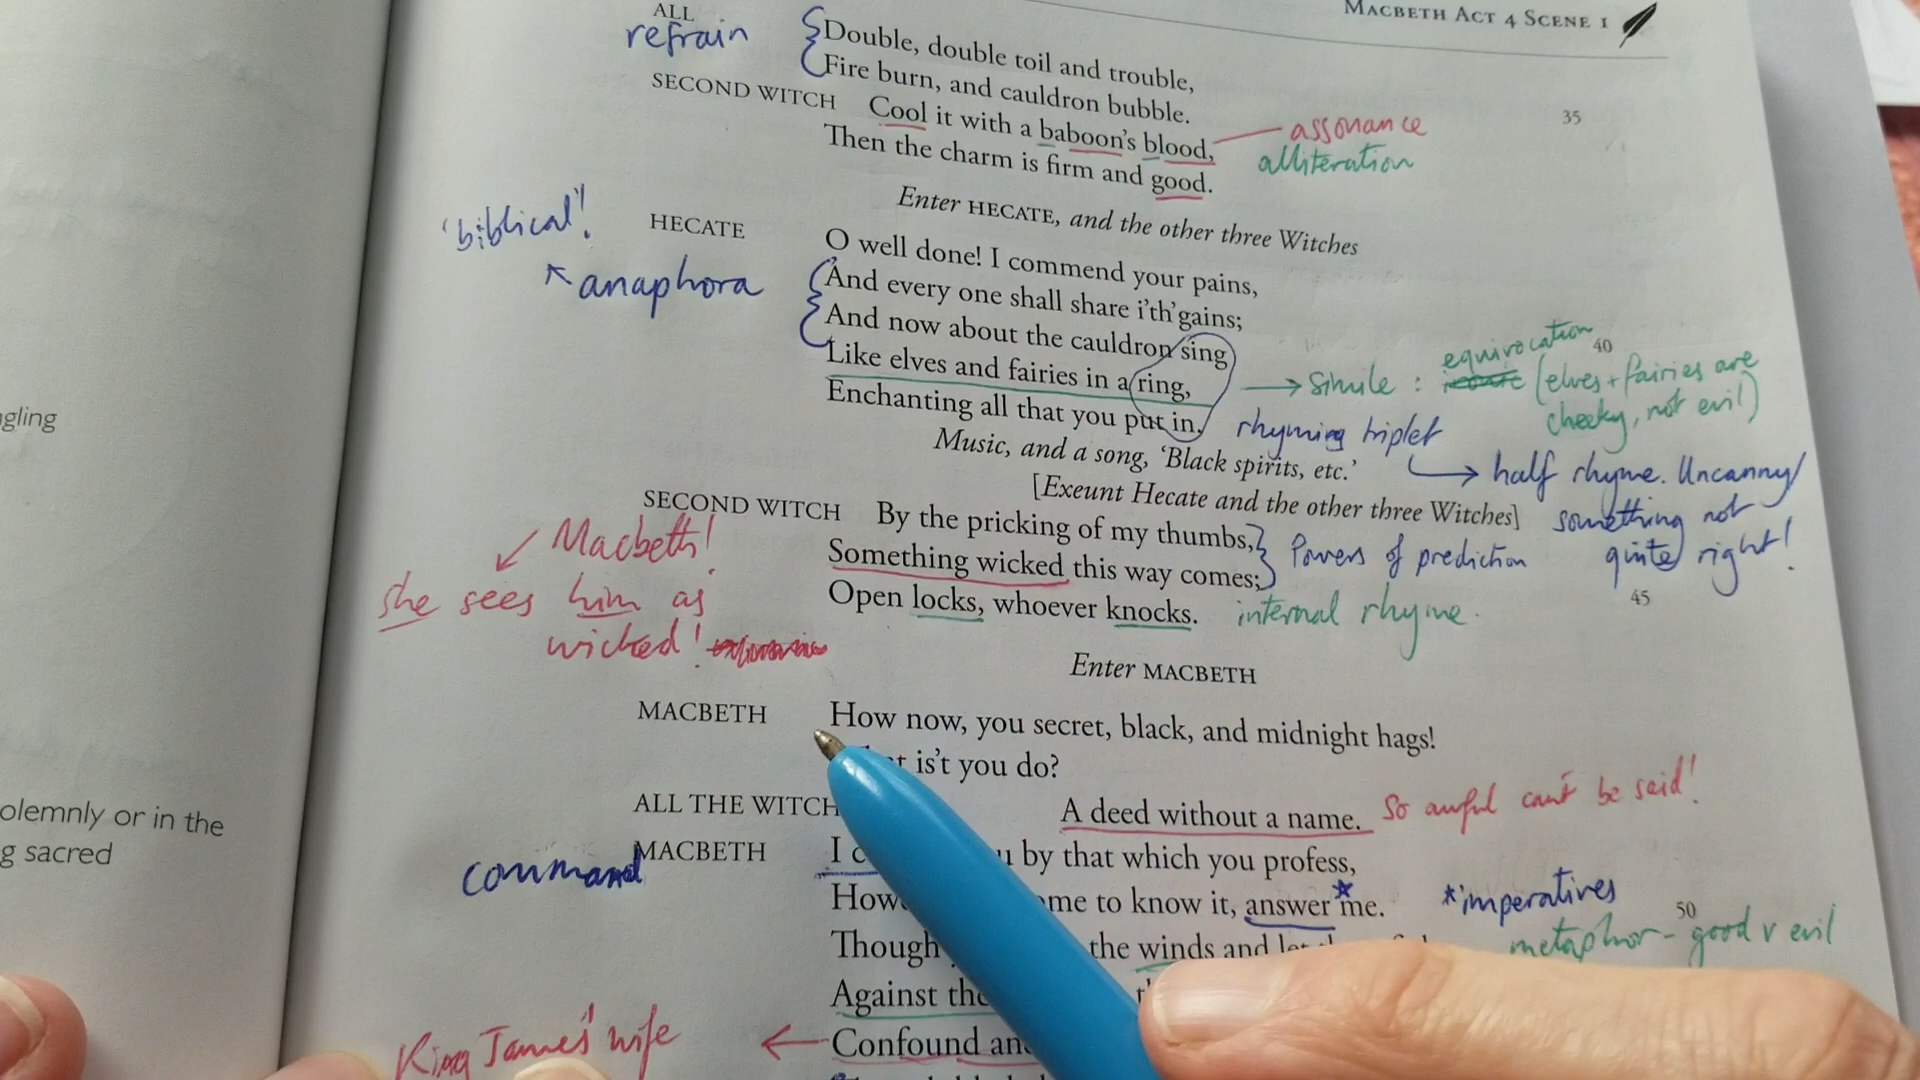 MACBETH ACT 4 SCENE 1
ALL
refrain
Double, double toil and trouble,
Fire burn, and cauldron bubble.
SECOND WITCH Cool it with a baboon's blood,
35
assonance
alliteration
Then the charm is firm and good.
Enter HECATE, and the other three Witches
'biblical'!
anaphora
HECATE O well done! I commend your pains,
And every one shall share i'th'gains;
And now about the cauldron sing
40
Like elves and fairies in a ring,
simile : equivocation (elves + fairies are
cheeky, not evil)
Enchanting all that you put in.
rhyming triplet
half rhyme. Uncanny/
something not
quite right!
Music, and a song, 'Black spirits, etc.'
[Exeunt Hecate and the other three Witches]
SECOND WITCH By the pricking of my thumbs,
Something wicked this way comes;
Powers of prediction
Macbeth!
she sees him as
wicked!
45
Open locks, whoever knocks.
internal rhyme.
Enter MACBETH
MACBETH How now, you secret, black, and midnight hags!
is't you do?
ALL THE WITCH
A deed without a name.
So awful can't be said!
command
MACBETH I by that which you profess,
How to know it, answer me.
*imperatives
50
Though the winds and
metaphor - good v evil
Against the
Confound
King James' wife
gling
olemnly or in the
g sacred